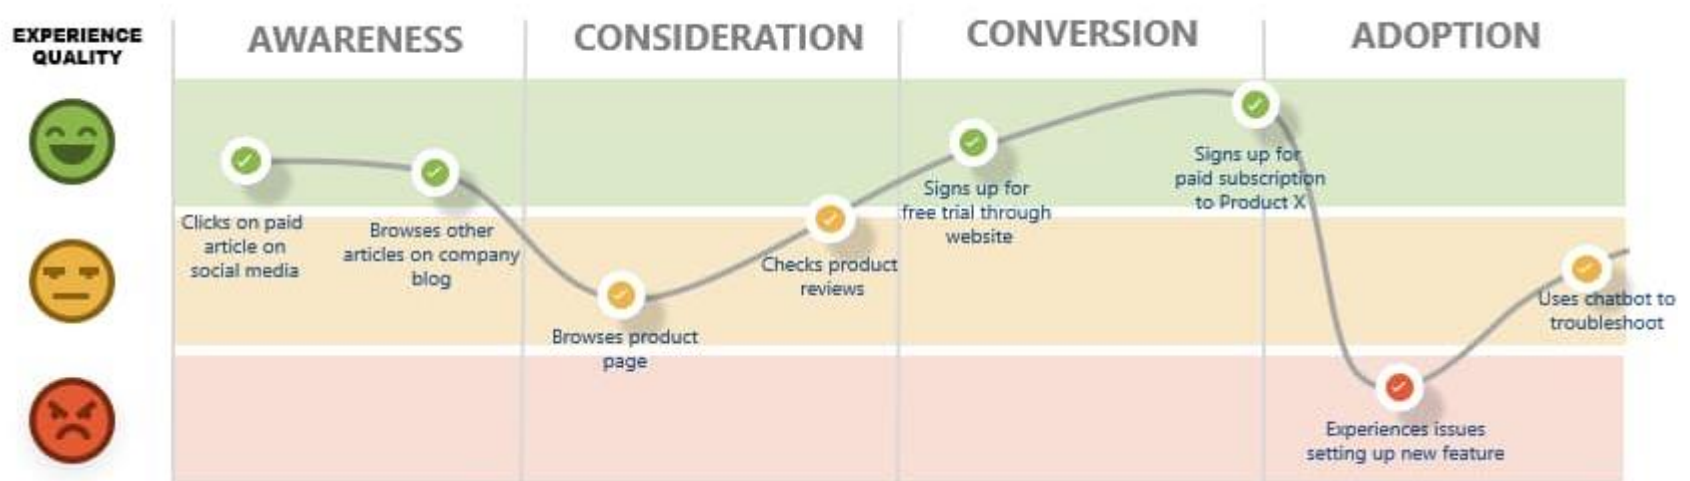 EXPERIENCE
QUALITY
AWARENESS
CONSIDERATION
CONVERSION
ADOPTION
Clicks on paid
article on
social media
Browses other
articles on company
blog
Browses product
page
Checks product
reviews
Signs up for
free trial through
website
Signs up for
paid subscription
to Product X
Experiences issues
setting up new feature
Uses chatbot to
troubleshoot